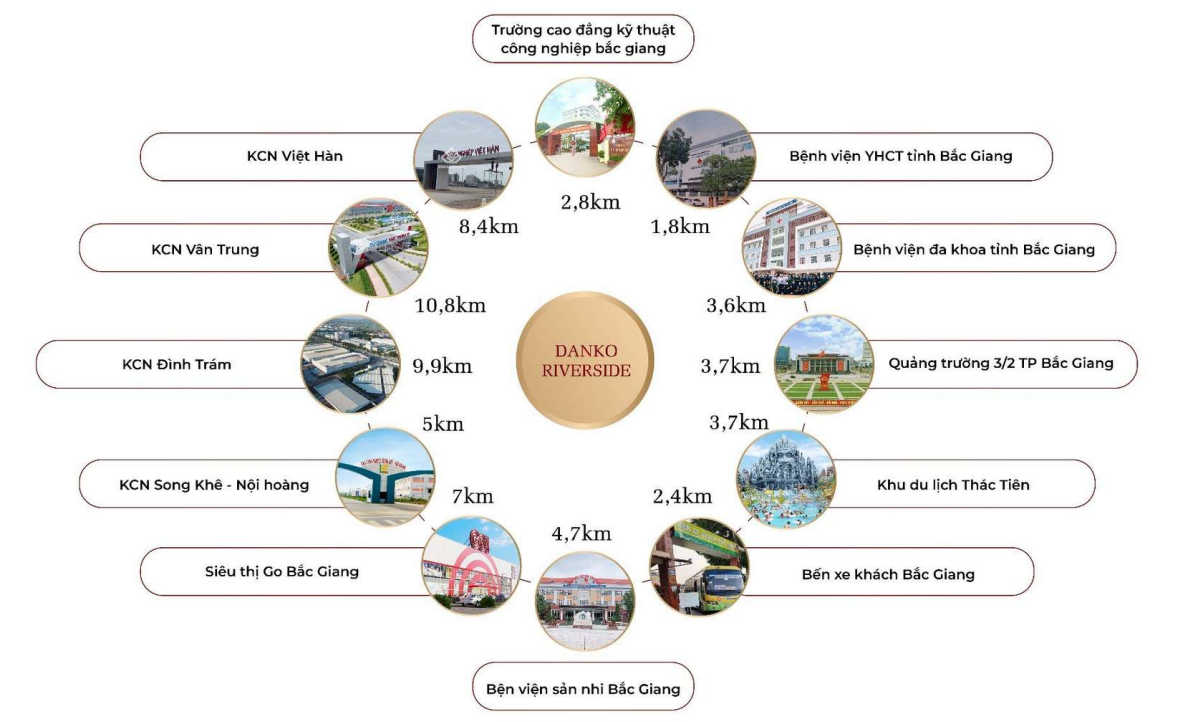 Trường cao đẳng kỹ thuật
công nghiệp bắc giang
KCN Việt Hàn
NGHIỆP VIỆT HÀN
Bệnh viện YHCT tỉnh Bắc Giang
2,8km
8,4km
1,8km
KCN Vân Trung
Bệnh viện đa khoa tỉnh Bắc Giang
10,8km
3,6km
KCN Đình Trám
9,9km
DANKO
RIVERSIDE
3,7km
Quảng trường 3/2 TP Bắc Giang
5km
3,7km
KCN Song Khê - Nội hoàng
7km
2,4km
Khu du lịch Thác Tiên
4,7km
Siêu thị Go Bắc Giang
Bến xe khách Bắc Giang
Bện viện sản nhi Bắc Giang